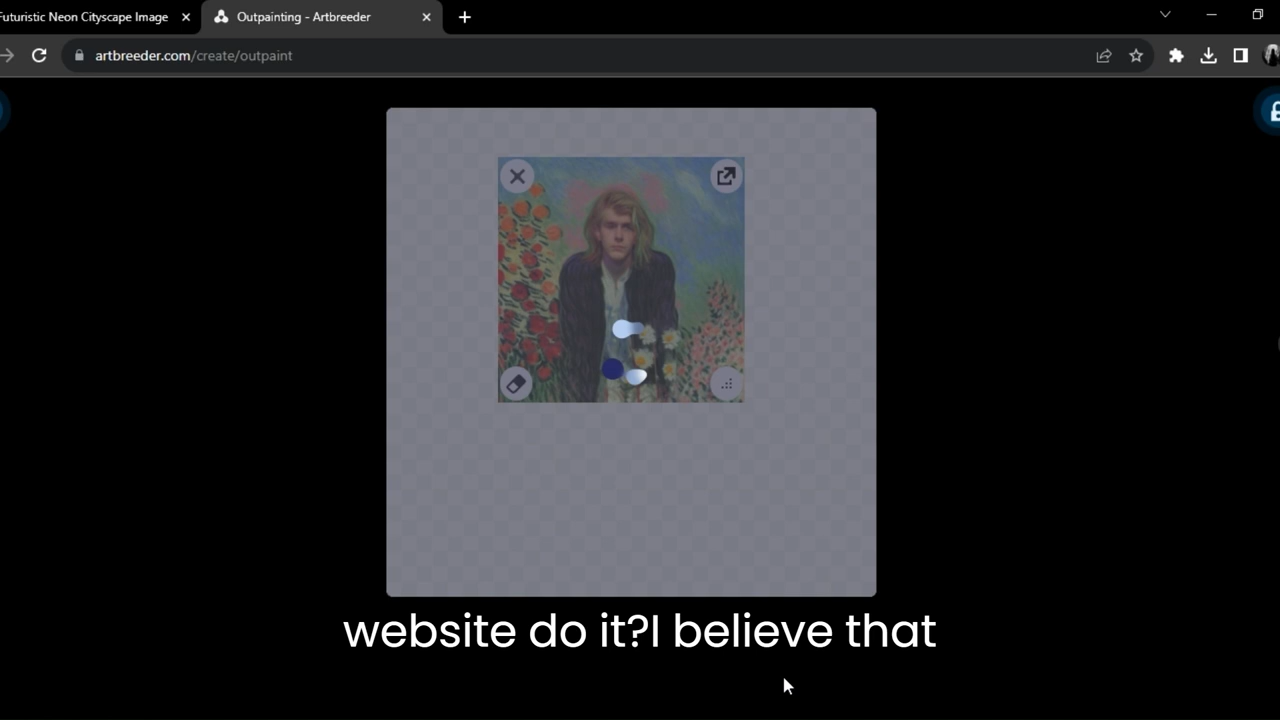 Futuristic Neon Cityscape Image
Outpainting - Artbreeder
artbreeder.com/create/outpaint
website do it?I believe that